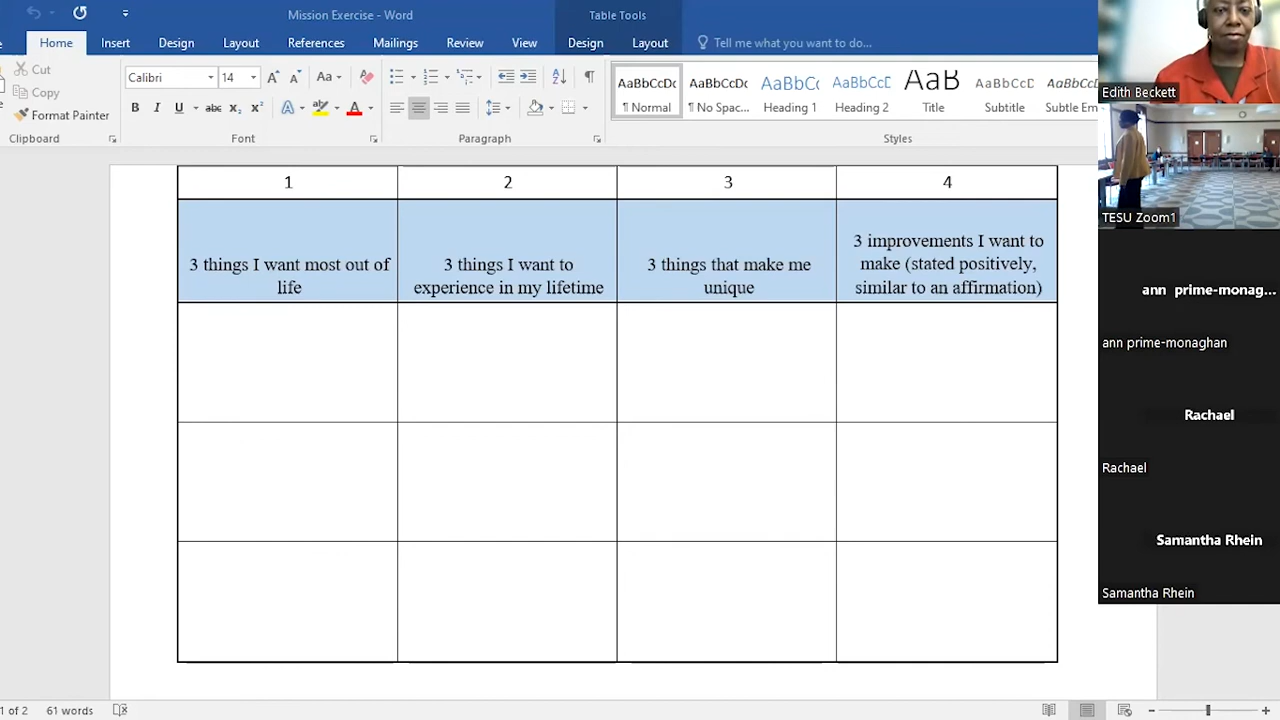 Mission Exercise - Word
Table Tools
Home Insert Design Layout References Mailings Review View Design Layout Tell me what you want to do...
Cut
Copy
Format Painter
Clipboard
Calibri 14
Font
Paragraph
AaBbCcDc AaBbCcDc AaBbCc AaBbCcE AaB AaBbCcD AaBbCcDc
¶ Normal ¶ No Spac... Heading 1 Heading 2 Title Subtitle Subtle Em
Styles
1 2 3 4
3 things I want most out of
life
3 things I want to
experience in my lifetime
3 things that make me
unique
3 improvements I want to
make (stated positively,
similar to an affirmation)
Edith Beckett
TESU Zoom1
ann prime-monag...
ann prime-monaghan
Rachael
Rachael
Samantha Rhein
Samantha Rhein
1 of 2 61 words